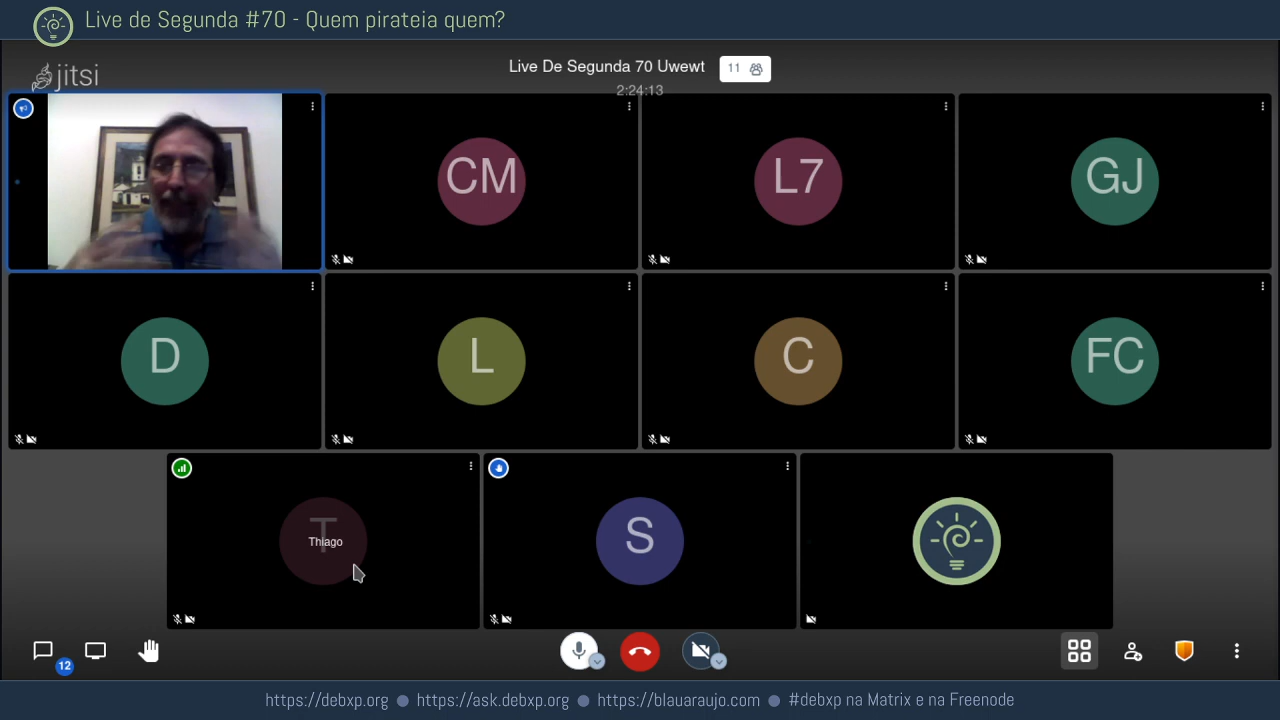 Live de Segunda #70 - Quem pirateia quem?
jitsi
Live De Segunda 70 Uwewt
11
2:24:13
CM
L7
GJ
D
L
C
FC
T
Thiago
S
12
https://debxp.org ● https://ask.debxp.org ● https://blauaraujo.com ● #debxp na Matrix e na Freenode